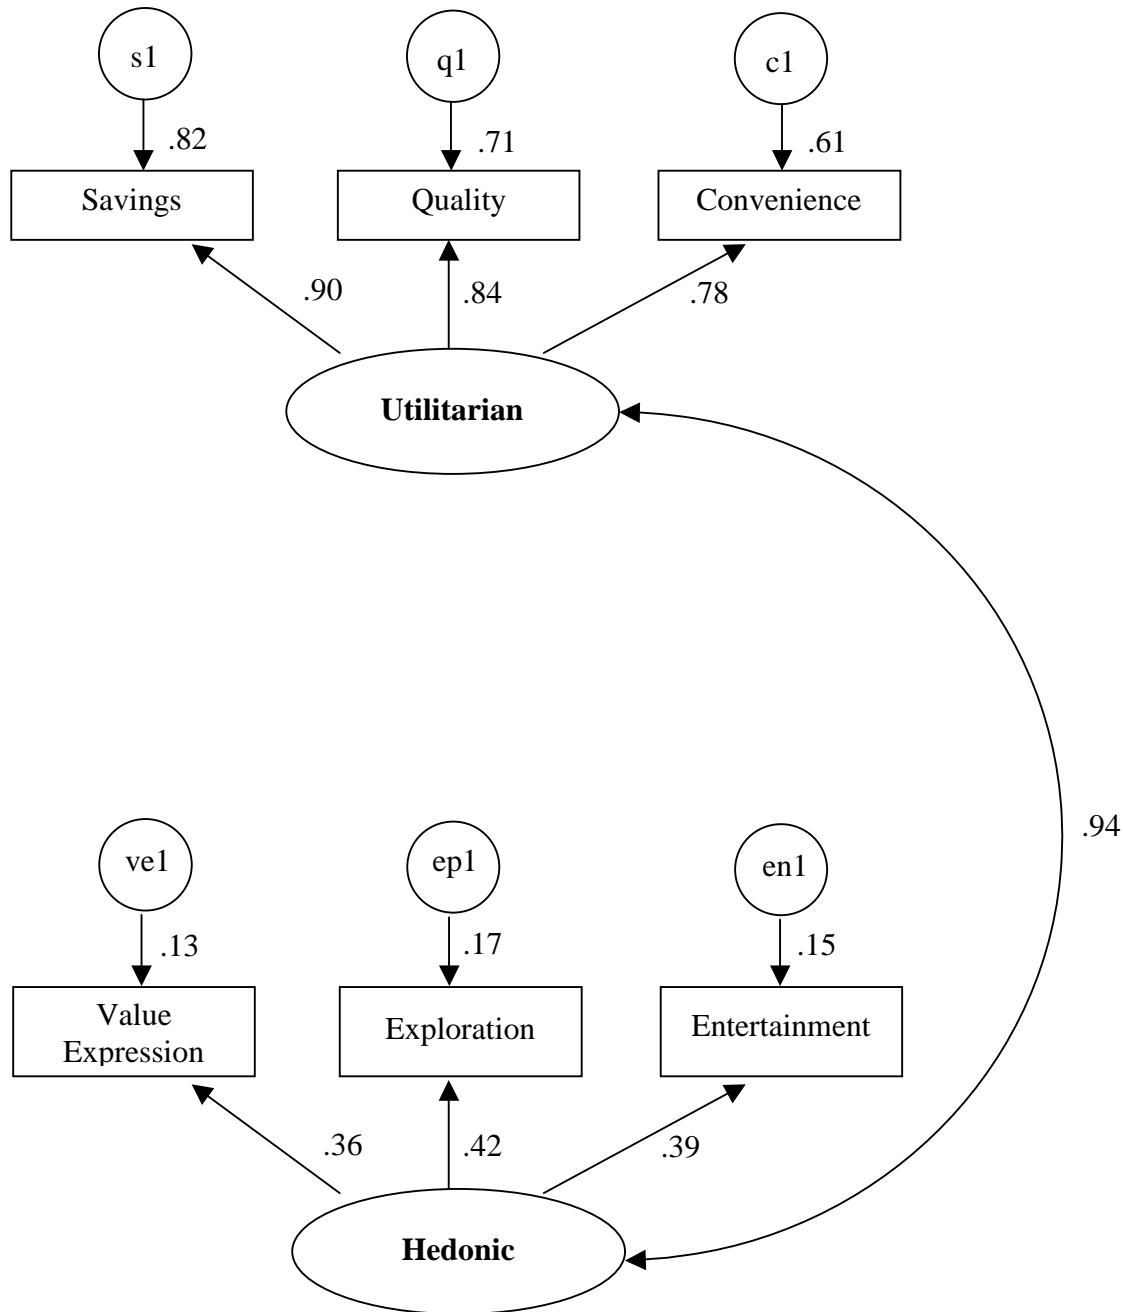 s1
q1
c1
.82
.71
.61
Savings
Quality
Convenience
.90
.84
.78
Utilitarian
.94
ve1
ep1
en1
.13
.17
.15
Value
Expression
Exploration
Entertainment
.36
.42
.39
Hedonic